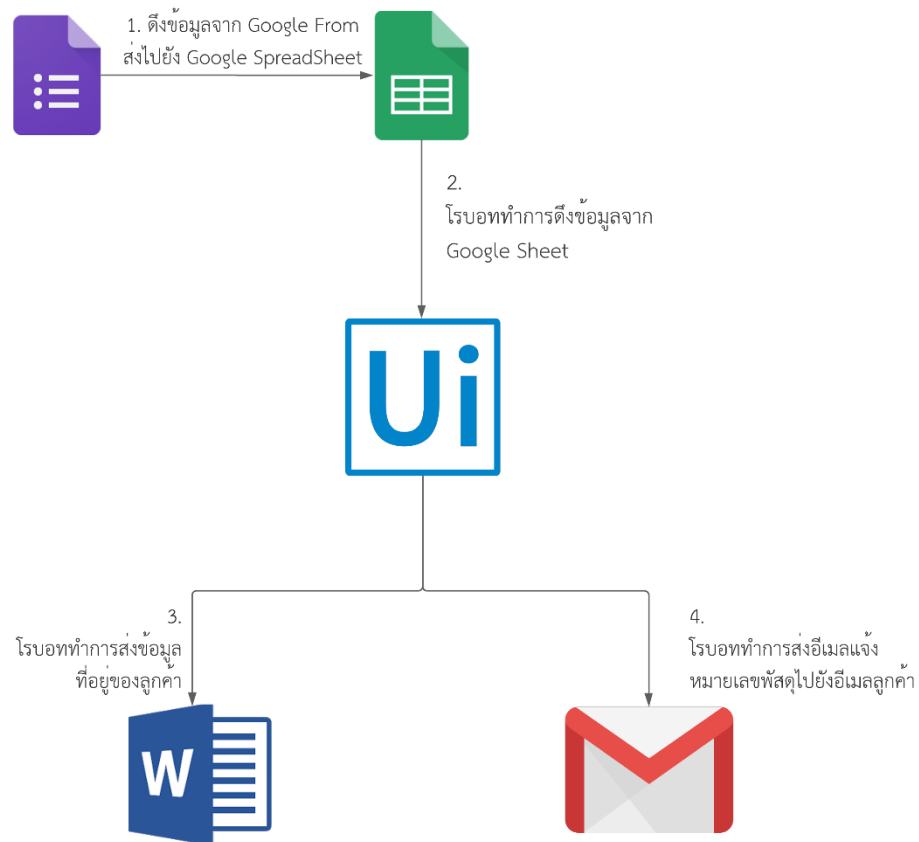 1. ดึงข้อมูลจาก Google From
ส่งไปยัง Google SpreadSheet
2.
โรบอททำการดึงข้อมูลจาก
Google Sheet
Ui
3.
โรบอททำการส่งข้อมูล
ที่อยู่ของลูกค้า
4.
โรบอททำการส่งอีเมลแจ้ง
หมายเลขพัสดุไปยังอีเมลลูกค้า
W